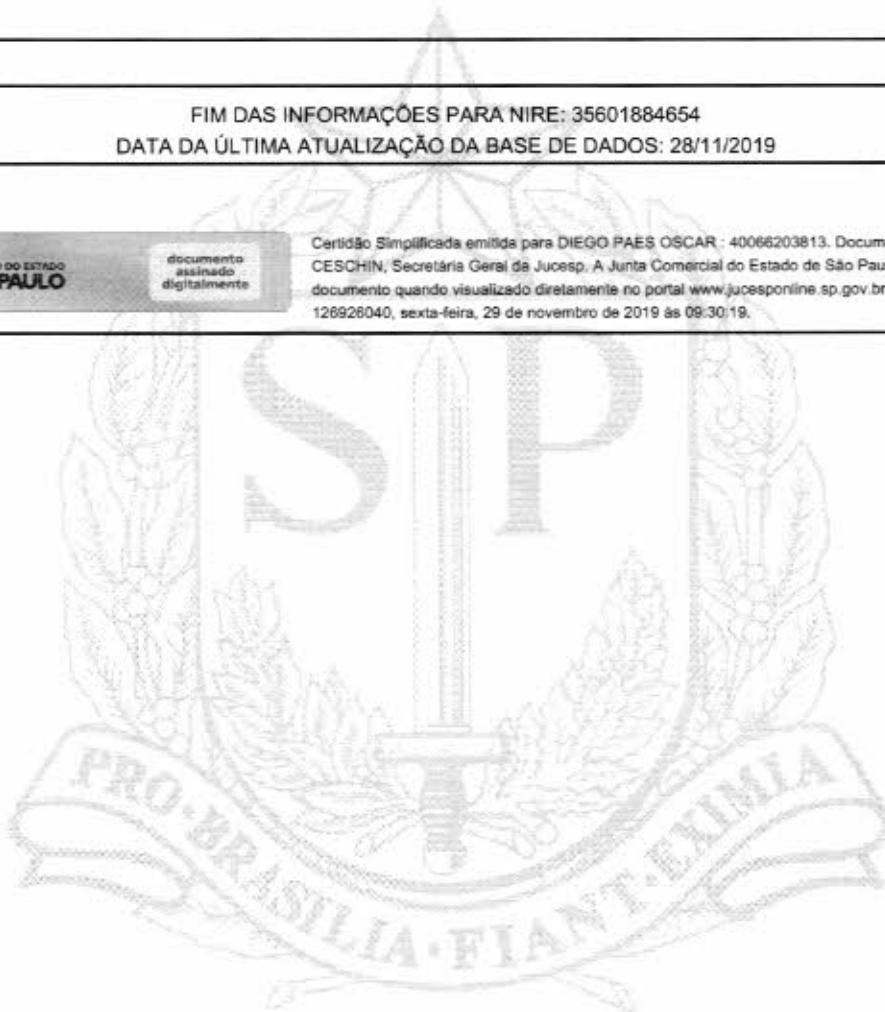 FIM DAS INFORMAÇÕES PARA NIRE: 35601884654
DATA DA ÚLTIMA ATUALIZAÇÃO DA BASE DE DADOS: 28/11/2019
DO ESTADO
PAULO
documento
assinado
digitalmente
Certidão Simplificada emitida para DIEGO PAES OSCAR : 40066203813. Docum
CESCHIN, Secretária Geral da Jucesp. A Junta Comercial do Estado de São Pau
documento quando visualizado diretamente no portal www.jucesponline.sp.gov.br
126926040, sexta-feira, 29 de novembro de 2019 às 09:30:19.
SP
PRO·BRASILIA·FIANT·EXIMIA